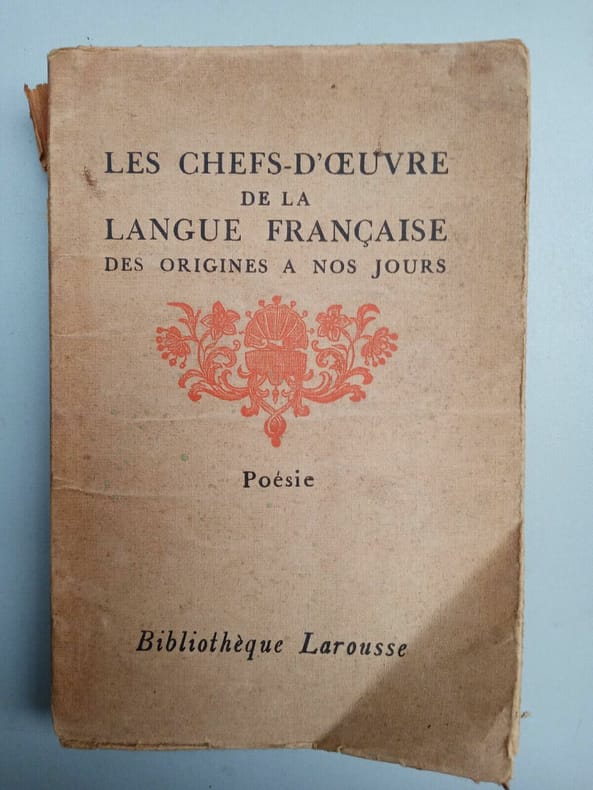 LES CHEFS-D'ŒUVRE
DE LA
LANGUE FRANÇAISE
DES ORIGINES A NOS JOURS
Poésie
Bibliothèque Larousse